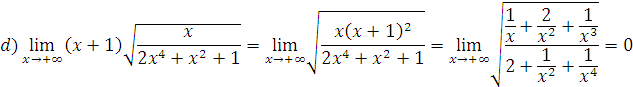 d) lim_{x→+∞} (x + 1)√(x / (2x⁴ + x² + 1)) = lim_{x→+∞} √(x(x + 1)² / (2x⁴ + x² + 1)) = lim_{x→+∞} √((1/x + 2/x² + 1/x³) / (2 + 1/x² + 1/x⁴)) = 0